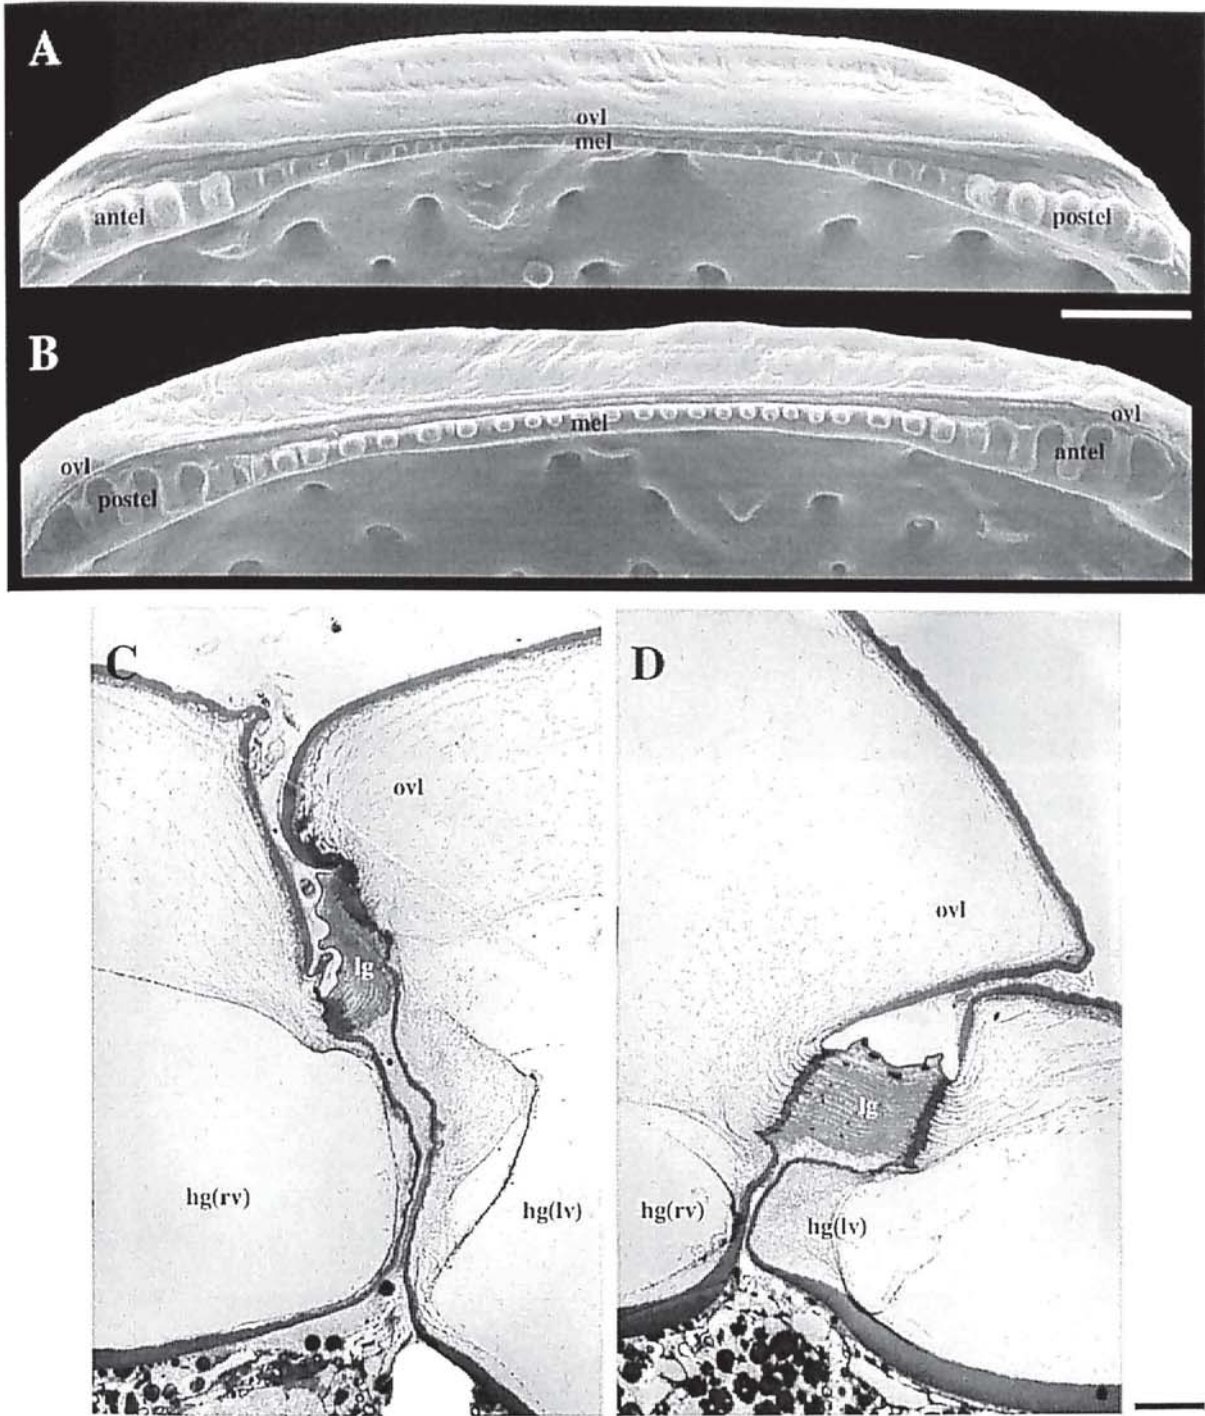 A
ovl
mel
antel
postel
B
mel
ovl
ovl
antel
postel
C
ovl
lg
hg(rv)
hg(lv)
D
ovl
lg
hg(rv)
hg(lv)